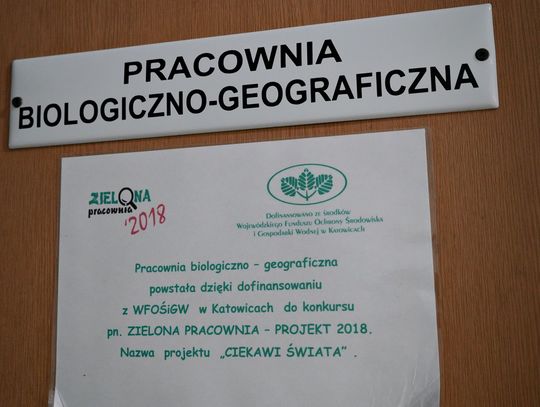 PRACOWNIA
BIOLOGICZNO-GEOGRAFICZNA
ZIELONA
pracownia
'2018
Dofinansowano ze środków
Wojewódzkiego Funduszu Ochrony Środowiska
i Gospodarki Wodnej w Katowicach
Pracownia biologiczno – geograficzna
powstała dzięki dofinansowaniu
z WFOŚiGW w Katowicach do konkursu
pn. ZIELONA PRACOWNIA – PROJEKT 2018.
Nazwa projektu „CIEKAWI ŚWIATA" .